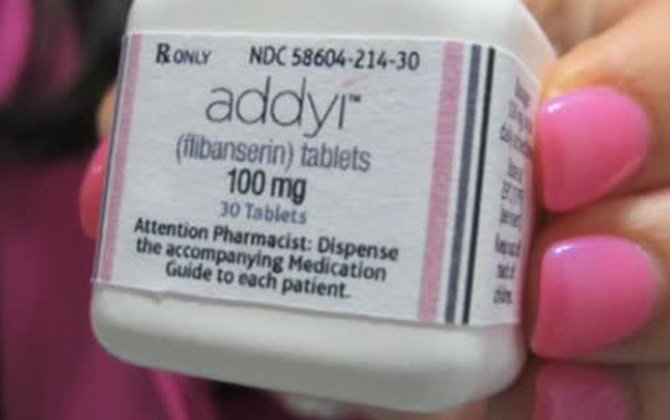 Rx ONLY NDC 58604-214-30
addyi™
(flibanserin) tablets
100 mg
30 Tablets
Attention Pharmacist: Dispense
the accompanying Medication
Guide to each patient.